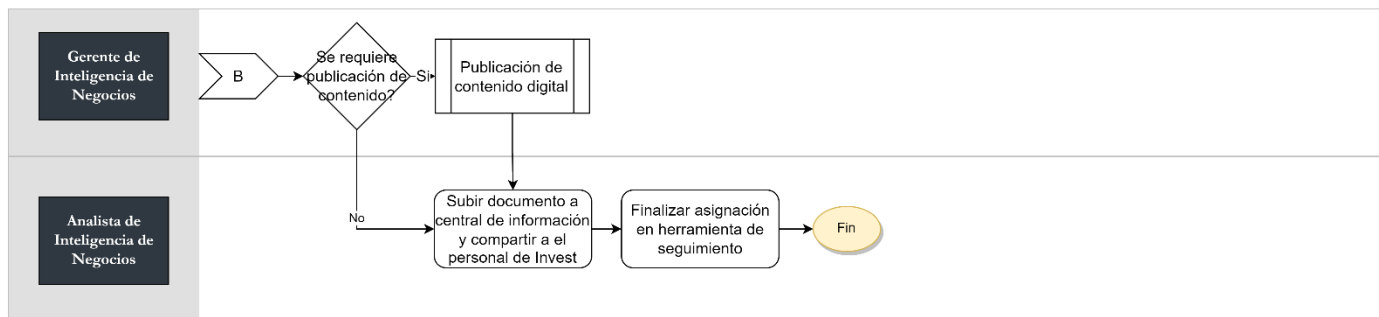 Gerente de
Inteligencia de
Negocios
B
Se requiere
publicación de
contenido?
Si
Publicación de
contenido digital
Analista de
Inteligencia de
Negocios
No
Subir documento a
central de información
y compartir a el
personal de Invest
Finalizar asignación
en herramienta de
seguimiento
Fin